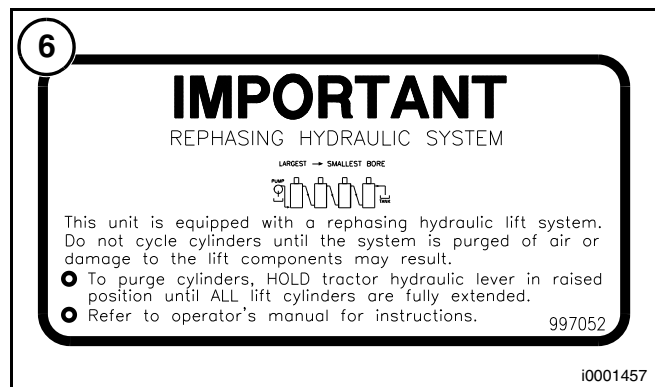 6
IMPORTANT
REPHASING HYDRAULIC SYSTEM
LARGEST → SMALLEST BORE
PUMP
TANK
This unit is equipped with a rephasing hydraulic lift system.
Do not cycle cylinders until the system is purged of air or
damage to the lift components may result.
To purge cylinders, HOLD tractor hydraulic lever in raised
position until ALL lift cylinders are fully extended.
Refer to operator's manual for instructions.
997052
i0001457